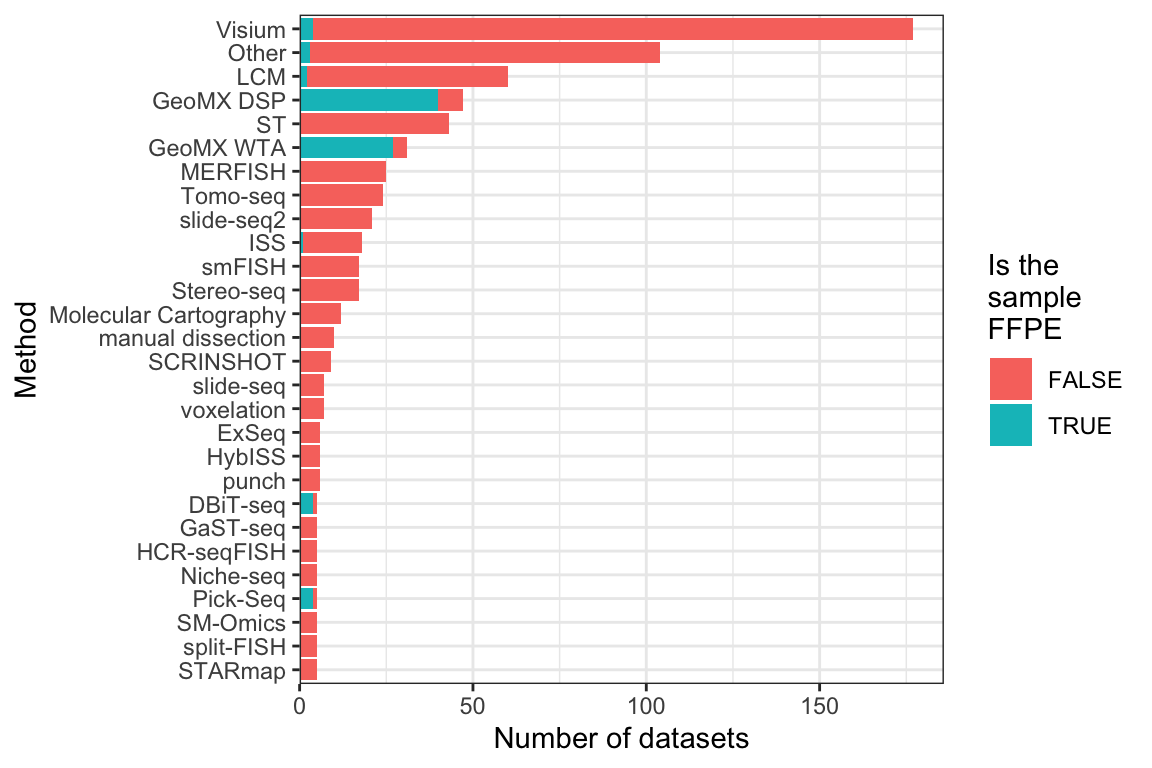 Visium
Other
LCM
GeoMX DSP
ST
GeoMX WTA
MERFISH
Tomo-seq
slide-seq2
ISS
smFISH
Stereo-seq
Molecular Cartography
manual dissection
SCRINSHOT
slide-seq
voxelation
ExSeq
HybISS
punch
DBiT-seq
GaST-seq
HCR-seqFISH
Niche-seq
Pick-Seq
SM-Omics
split-FISH
STARmap
Method
0 50 100 150
Number of datasets
Is the
sample
FFPE
FALSE
TRUE